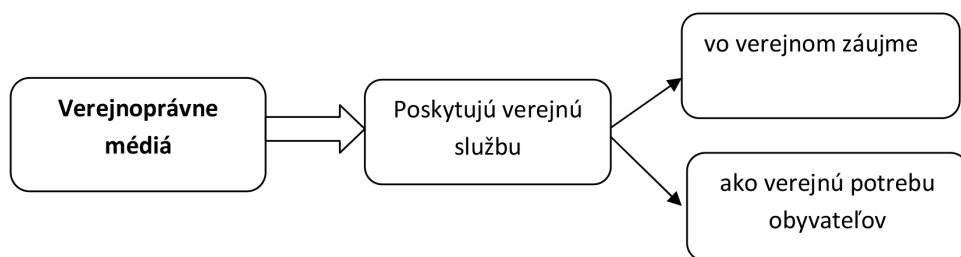 Verejnoprávne
médiá
Poskytujú verejnú
službu
vo verejnom záujme
ako verejnú potrebu
obyvateľov